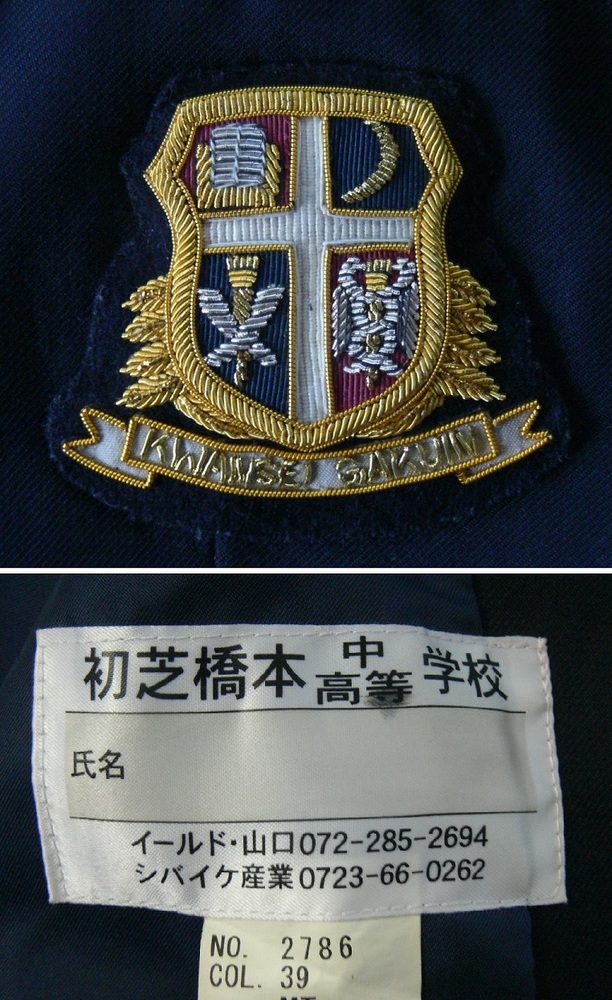 KWANSEI GAKUIN
初芝橋本中高等学校
氏名
イールド・山口072-285-2694
シバイケ産業0723-66-0262
NO. 2786
COL. 39